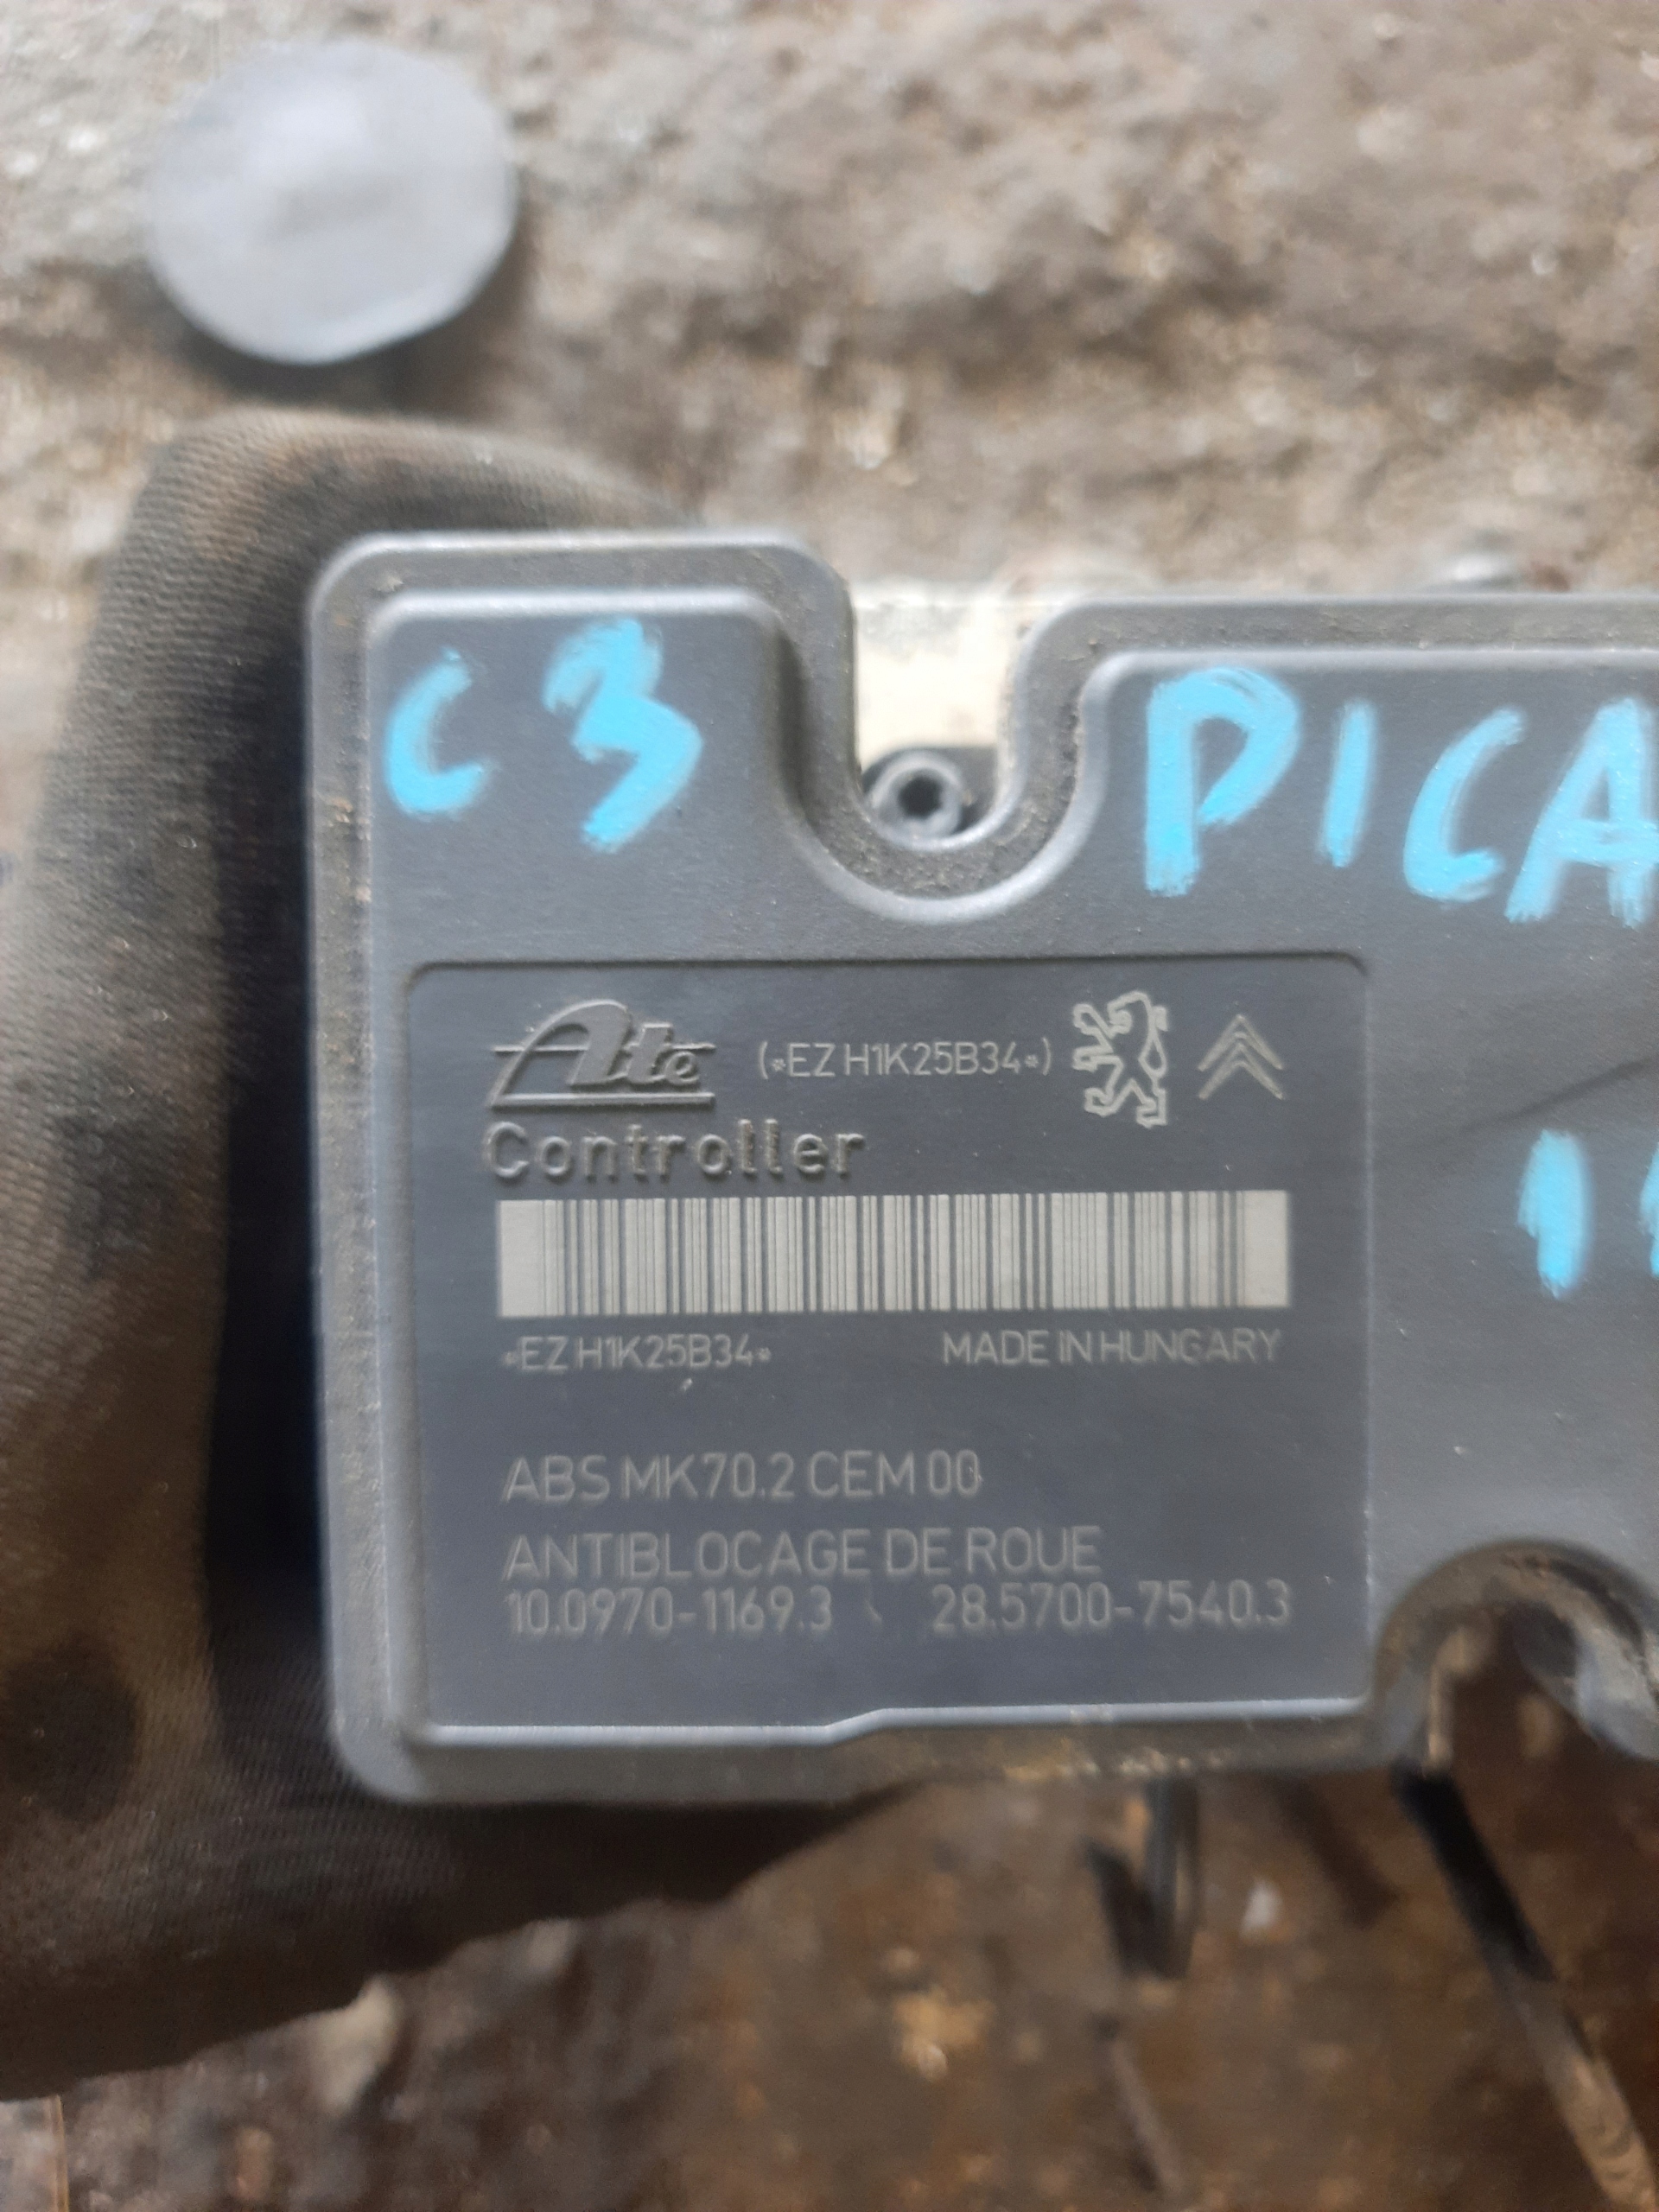 C3 PICA
Ate (*EZ H1K25B34*)
Controller
11
*EZ H1K25B34* MADE IN HUNGARY
ABS MK70.2 CEM 00
ANTIBLOCAGE DE ROUE
10.0970-1169.3 28.5700-7540.3